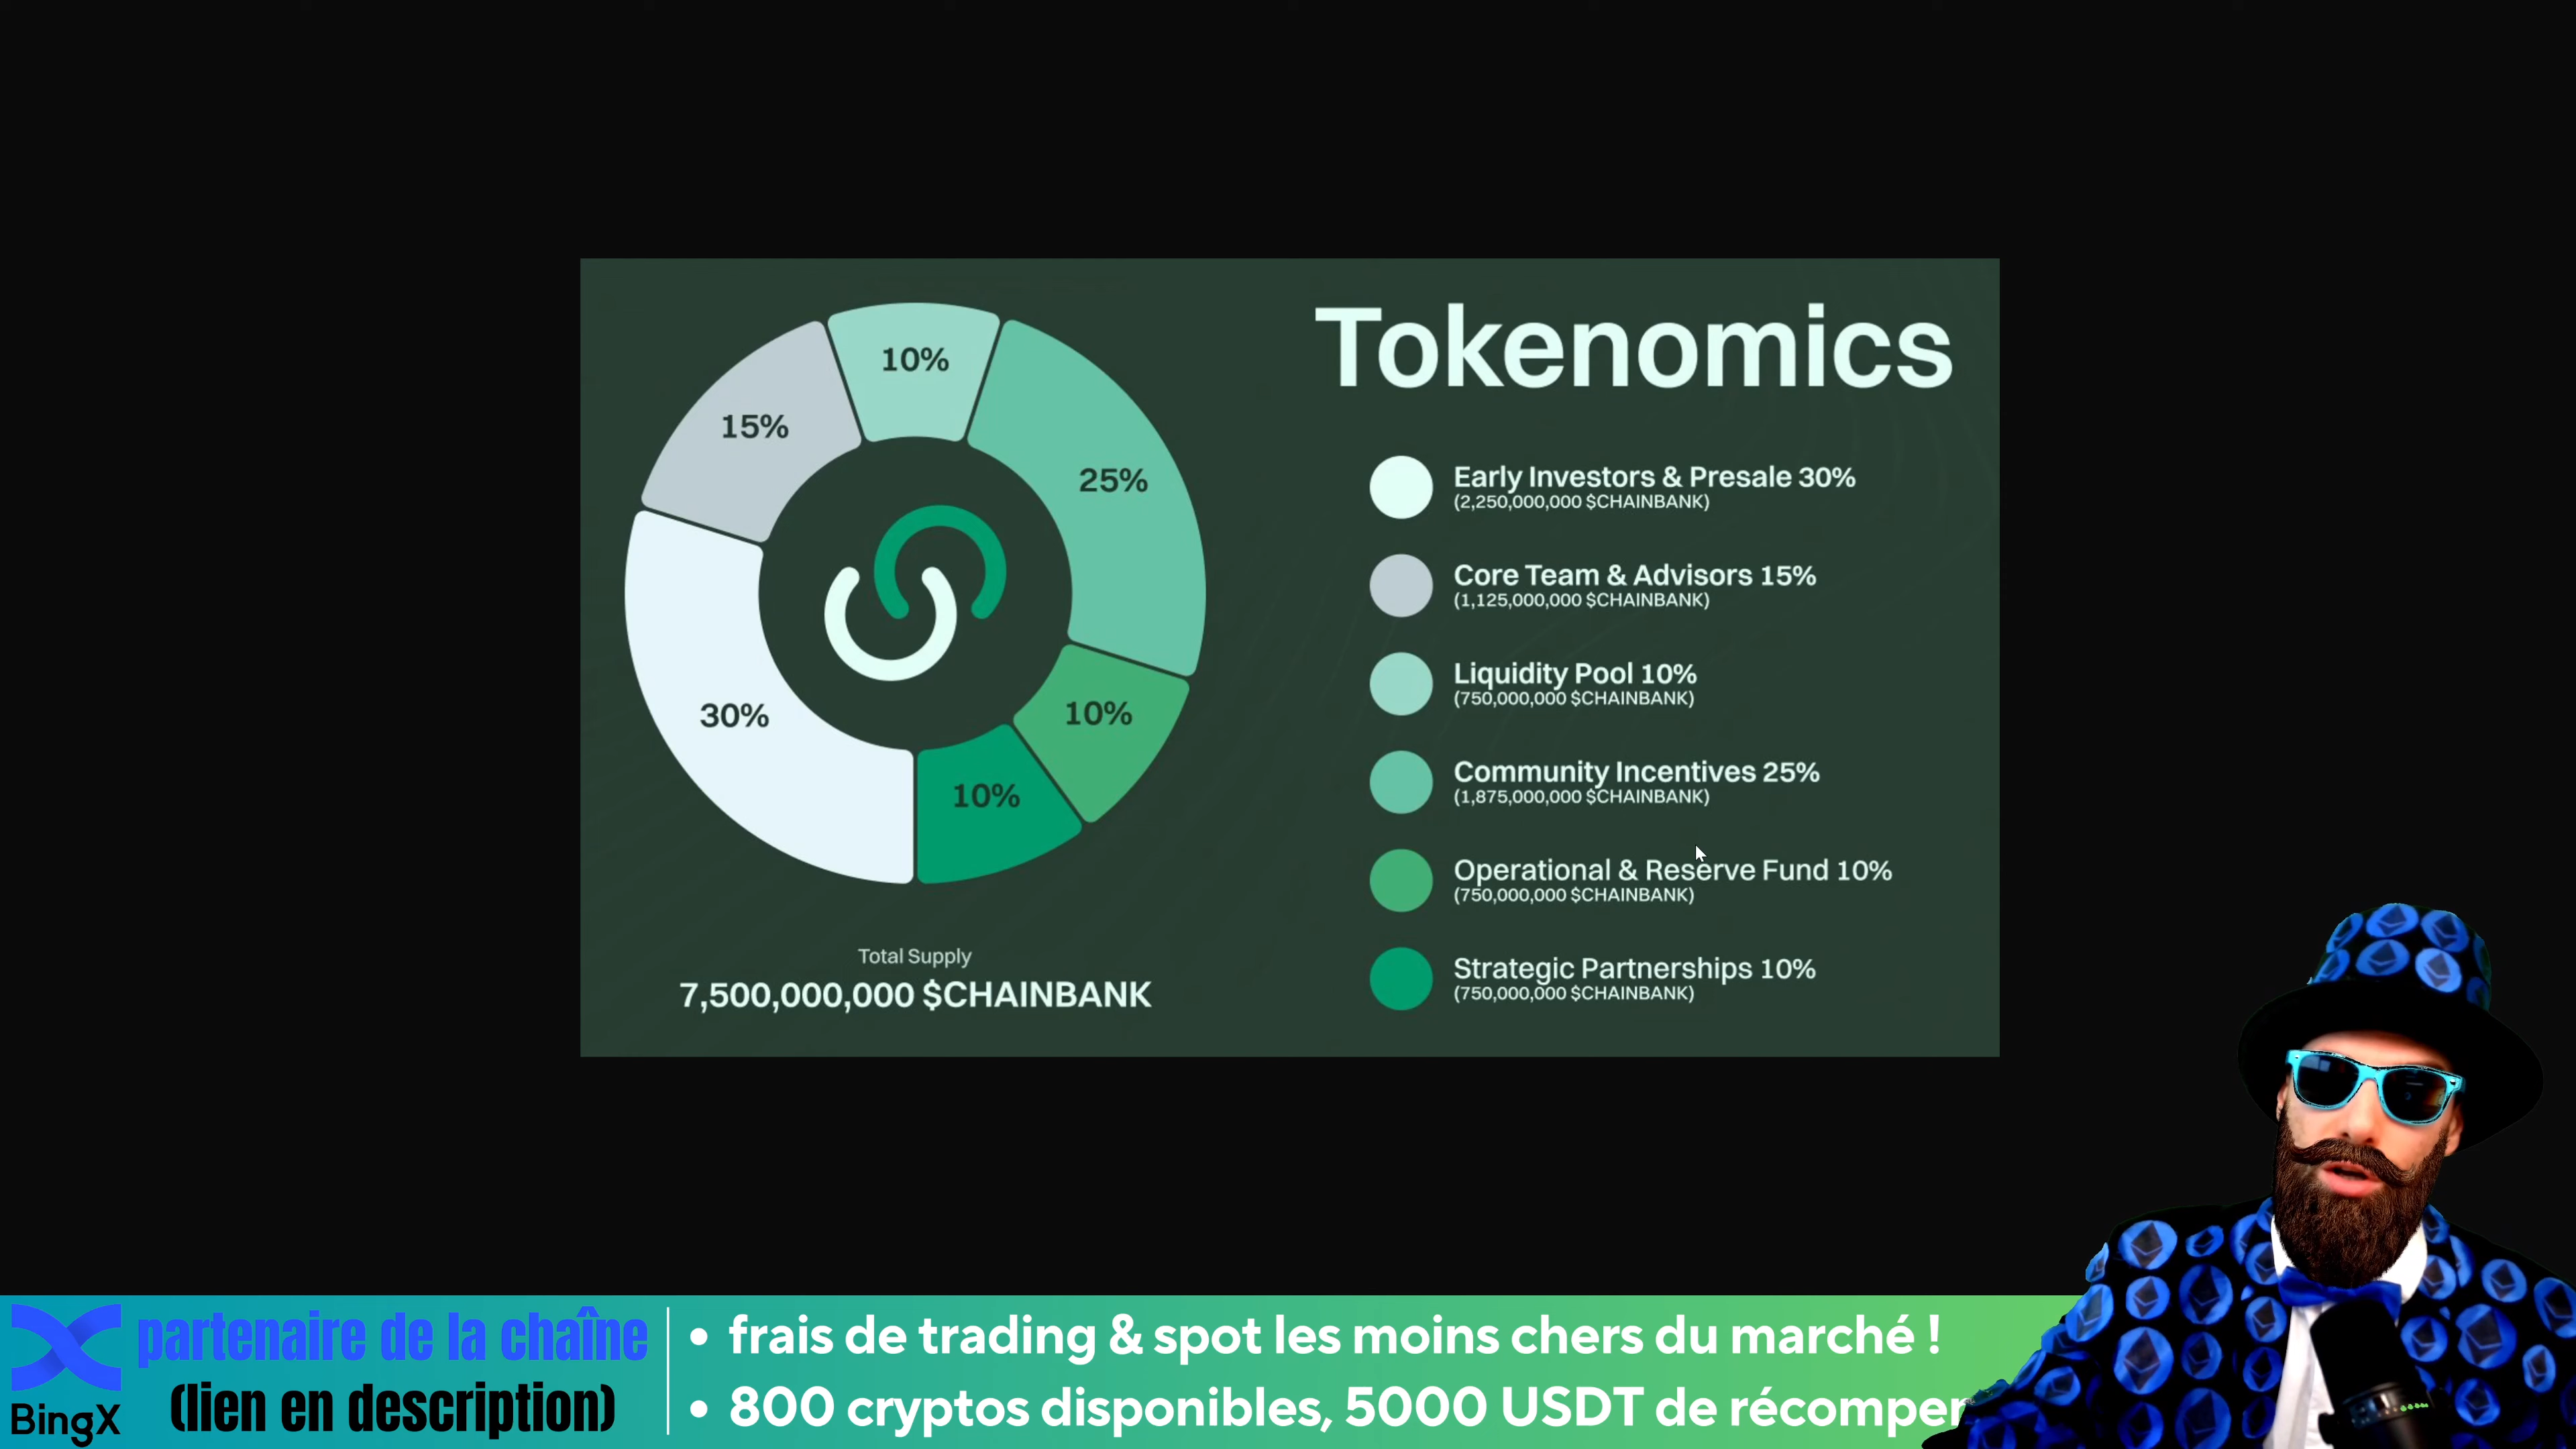 10%
15%
25%
30%
10%
10%
Total Supply
7,500,000,000 $CHAINBANK
Tokenomics
Early Investors & Presale 30%
(2,250,000,000 $CHAINBANK)
Core Team & Advisors 15%
(1,125,000,000 $CHAINBANK)
Liquidity Pool 10%
(750,000,000 $CHAINBANK)
Community Incentives 25%
(1,875,000,000 $CHAINBANK)
Operational & Reserve Fund 10%
(750,000,000 $CHAINBANK)
Strategic Partnerships 10%
(750,000,000 $CHAINBANK)
BingX
partenaire de la chaîne
(lien en description)
• frais de trading & spot les moins chers du marché !
• 800 cryptos disponibles, 5000 USDT de